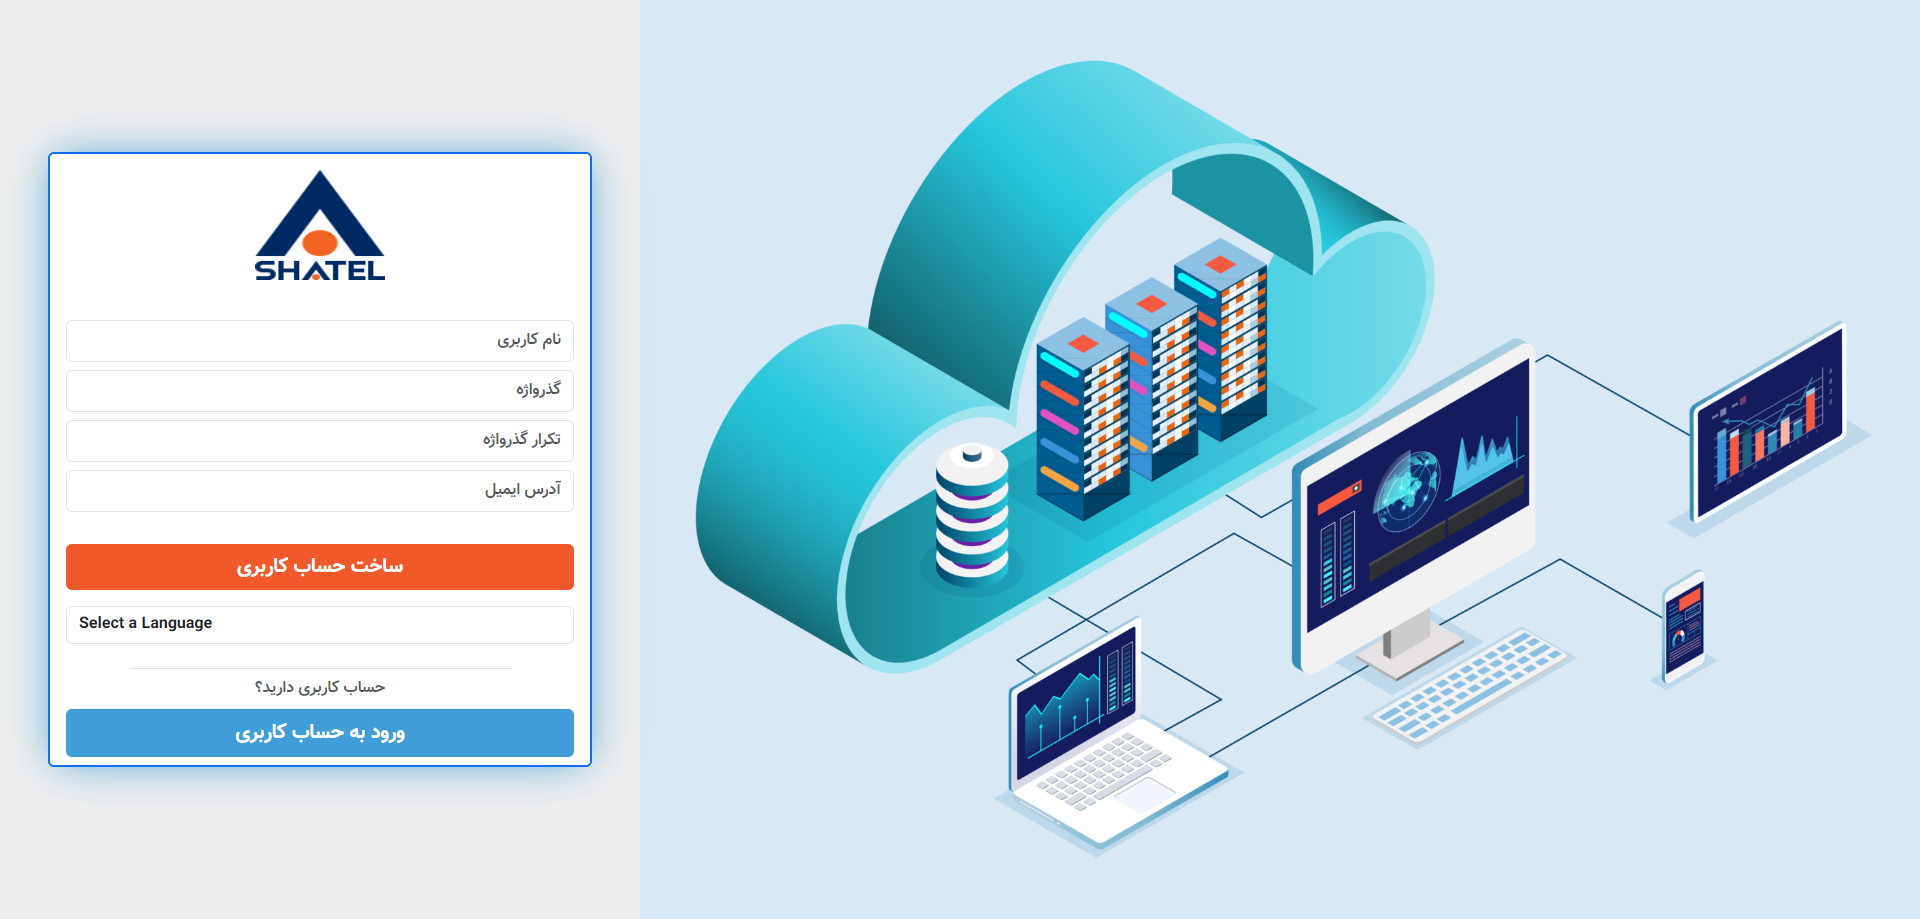 SHATEL
نام کاربری
گذرواژه
تکرار گذرواژه
آدرس ایمیل
ساخت حساب کاربری
Select a Language
حساب کاربری دارید؟
ورود به حساب کاربری